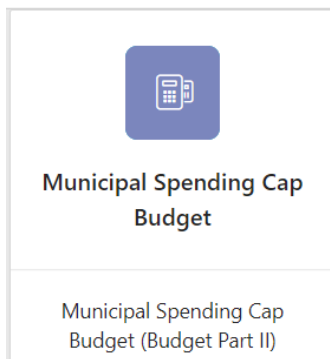 Municipal Spending Cap
Budget
Municipal Spending Cap
Budget (Budget Part II)